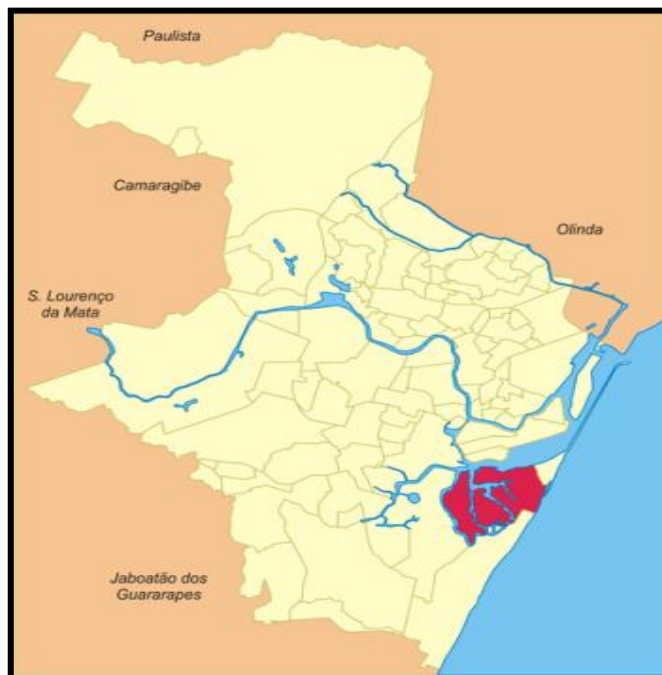 Paulista
Camaragibe
Olinda
S. Lourenço
da Mata
Jaboatão dos
Guararapes